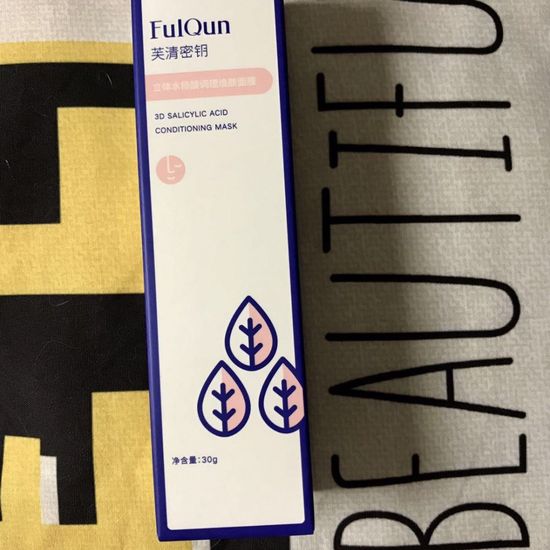 FulQun
芙清密钥
立体水杨酸调理焕肤面膜
3D SALICYLIC ACID
CONDITIONING MASK
净含量:30g
BEAUTIFU